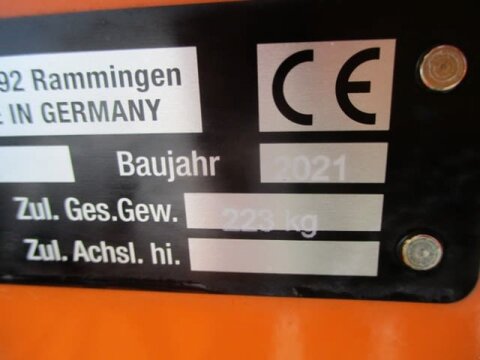 92 Rammingen
IN GERMANY
CE
Baujahr 2021
Zul. Ges.Gew. 223 kg
Zul. Achsl. hi.